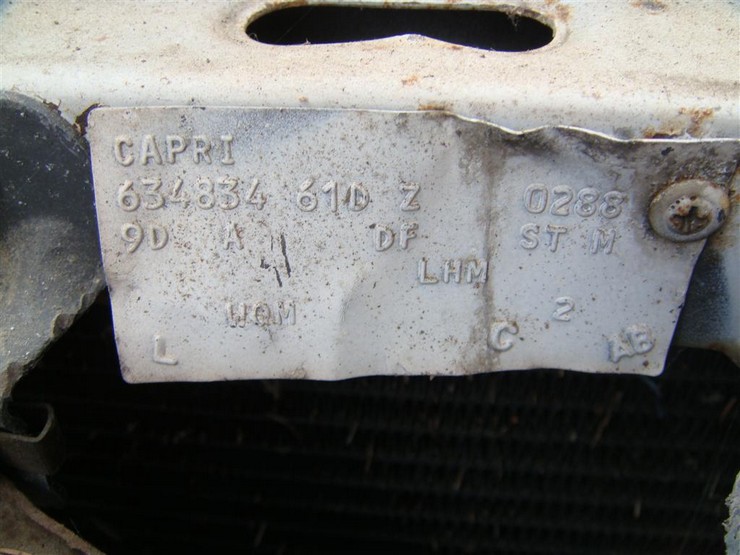 CAPRI
634834 61D Z 0288
9D A DF ST M
LHM
WQM 2
L C AB